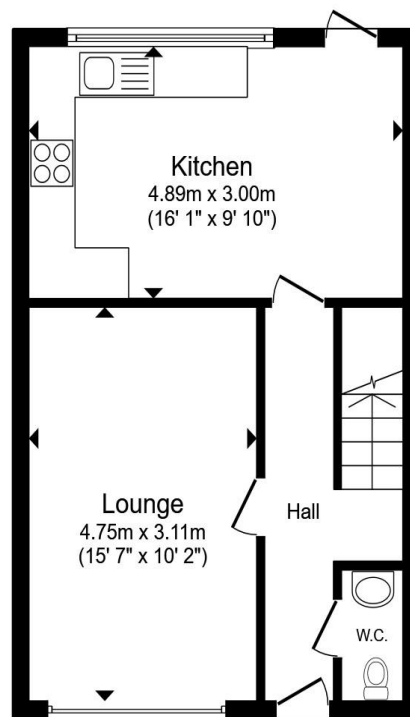 Kitchen
4.89m x 3.00m
(16' 1" x 9' 10")
Lounge
4.75m x 3.11m
(15' 7" x 10' 2")
Hall
W.C.